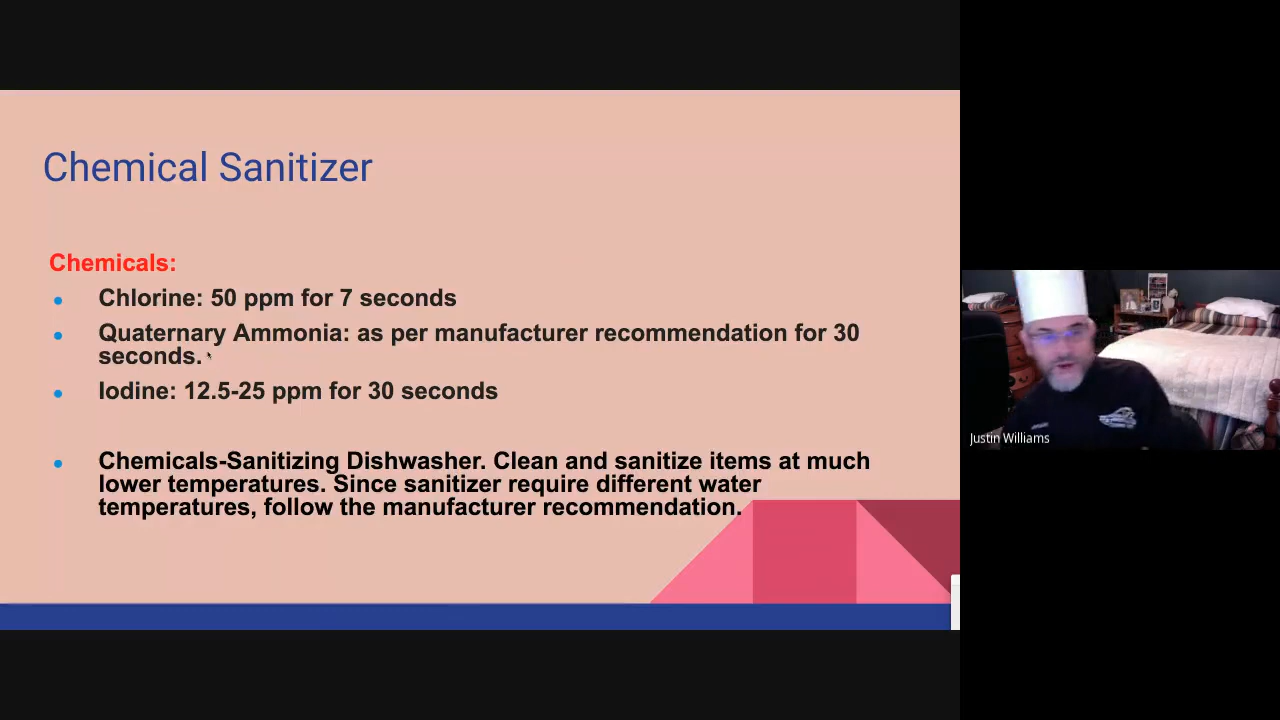 Chemical Sanitizer
Chemicals:
Chlorine: 50 ppm for 7 seconds
Quaternary Ammonia: as per manufacturer recommendation for 30
seconds.
Iodine: 12.5-25 ppm for 30 seconds
Chemicals-Sanitizing Dishwasher. Clean and sanitize items at much
lower temperatures. Since sanitizer require different water
temperatures, follow the manufacturer recommendation.
Justin Williams